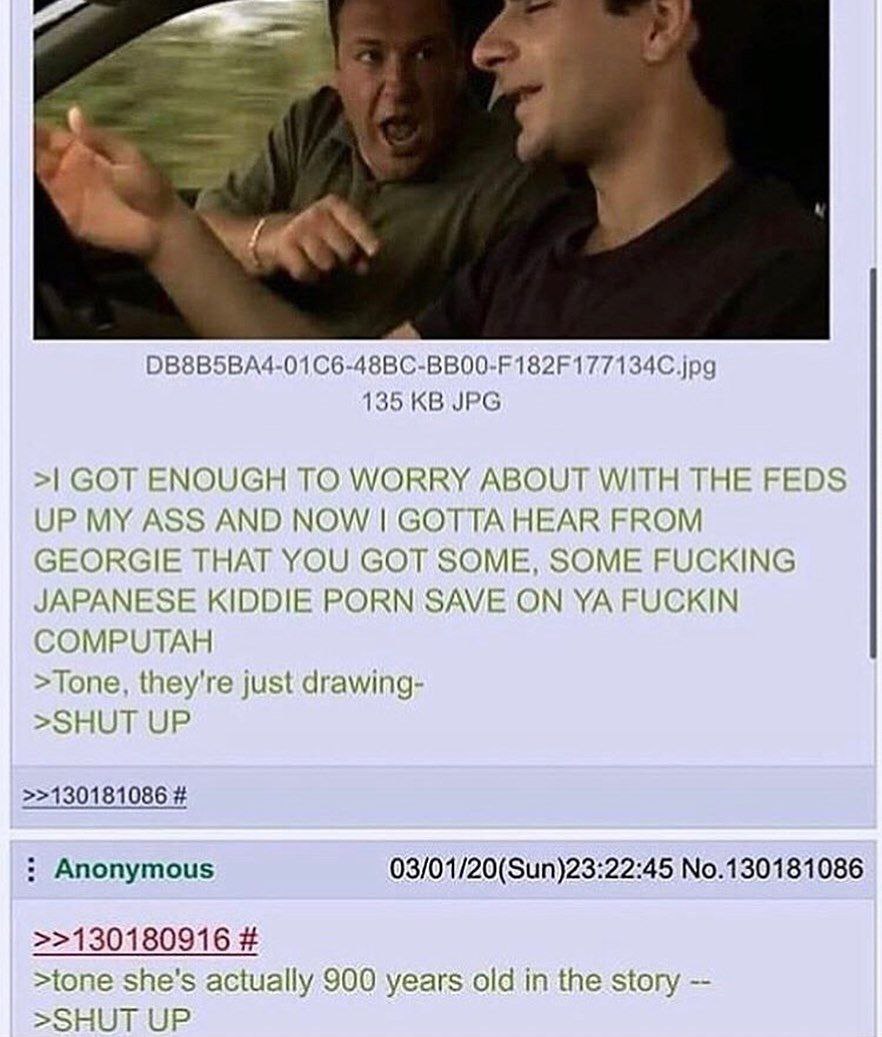 DB8B5BA4-01C6-48BC-BB00-F182F177134C.jpg
135 KB JPG
>I GOT ENOUGH TO WORRY ABOUT WITH THE FEDS
UP MY ASS AND NOW I GOTTA HEAR FROM
GEORGIE THAT YOU GOT SOME, SOME FUCKING
JAPANESE KIDDIE PORN SAVE ON YA FUCKIN
COMPUTAH
>Tone, they're just drawing-
>SHUT UP
>>130181086 #
Anonymous 03/01/20(Sun)23:22:45 No.130181086
>>130180916 #
>tone she's actually 900 years old in the story --
>SHUT UP